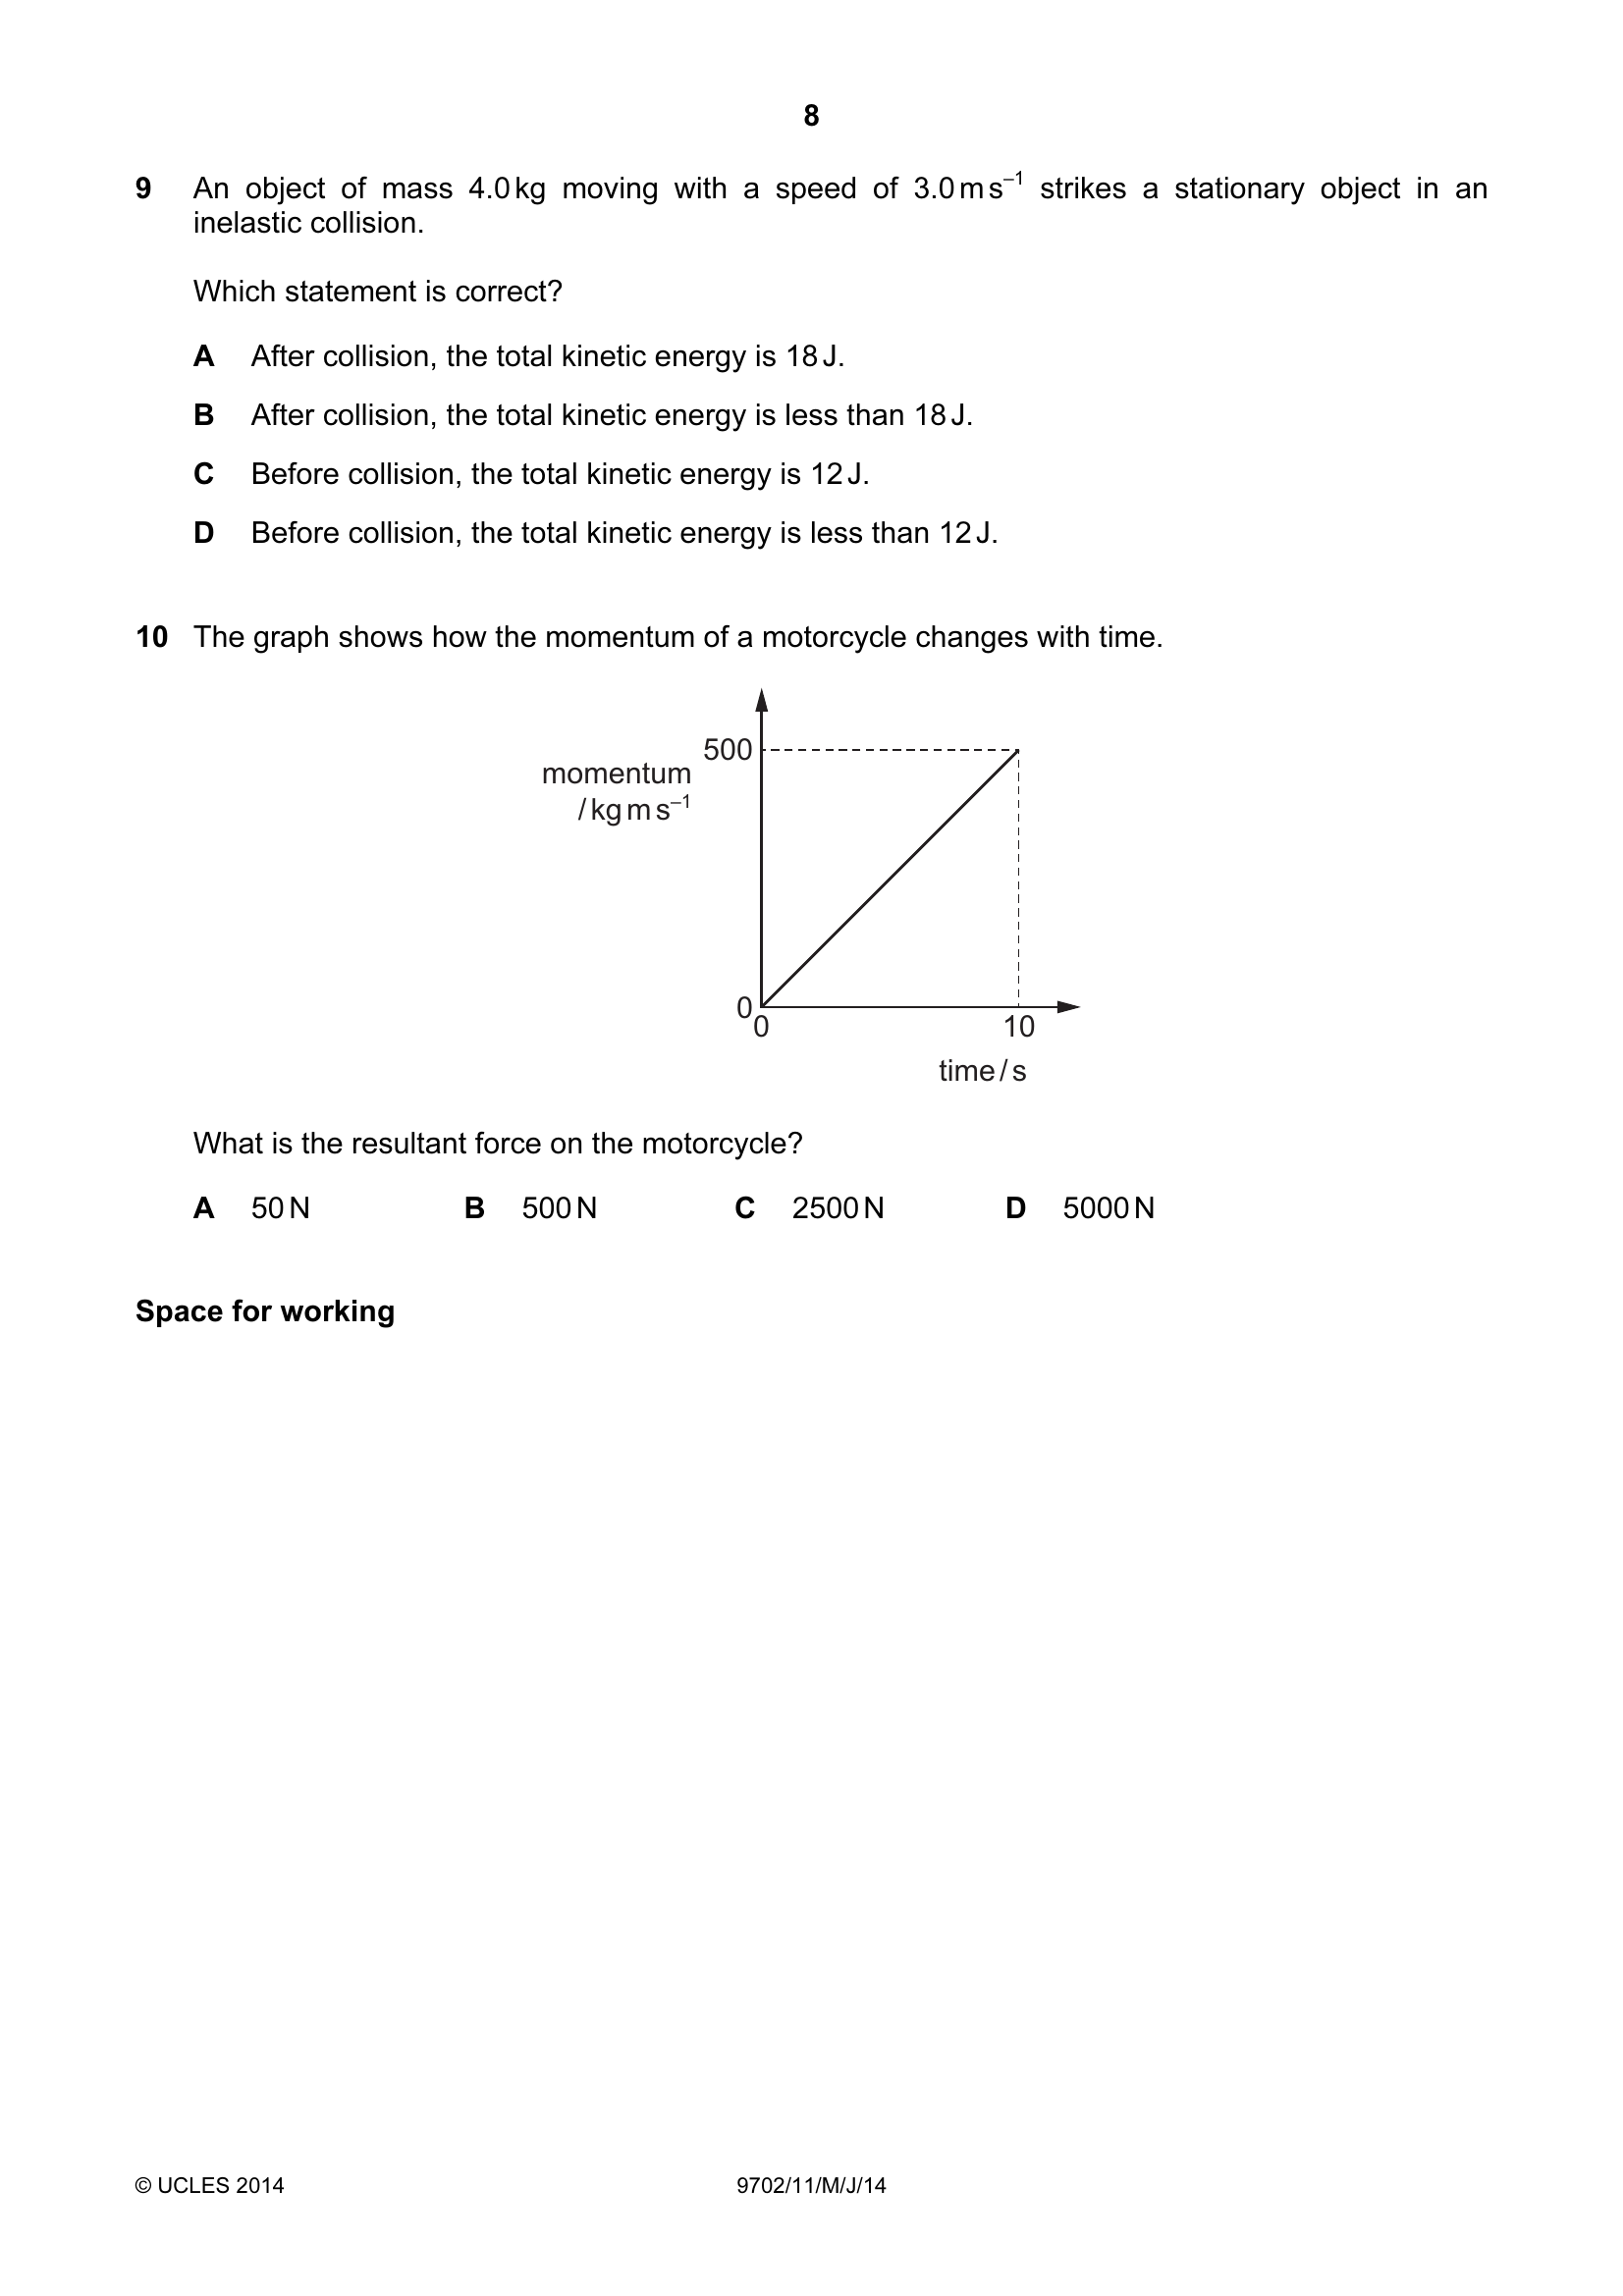 8
9 An object of mass 4.0 kg moving with a speed of 3.0 m s⁻¹ strikes a stationary object in an
inelastic collision.
Which statement is correct?
A After collision, the total kinetic energy is 18 J.
B After collision, the total kinetic energy is less than 18 J.
C Before collision, the total kinetic energy is 12 J.
D Before collision, the total kinetic energy is less than 12 J.
10 The graph shows how the momentum of a motorcycle changes with time.
500
momentum
/ kg m s⁻¹
0
0 10
time / s
What is the resultant force on the motorcycle?
A 50 N B 500 N C 2500 N D 5000 N
Space for working
© UCLES 2014 9702/11/M/J/14